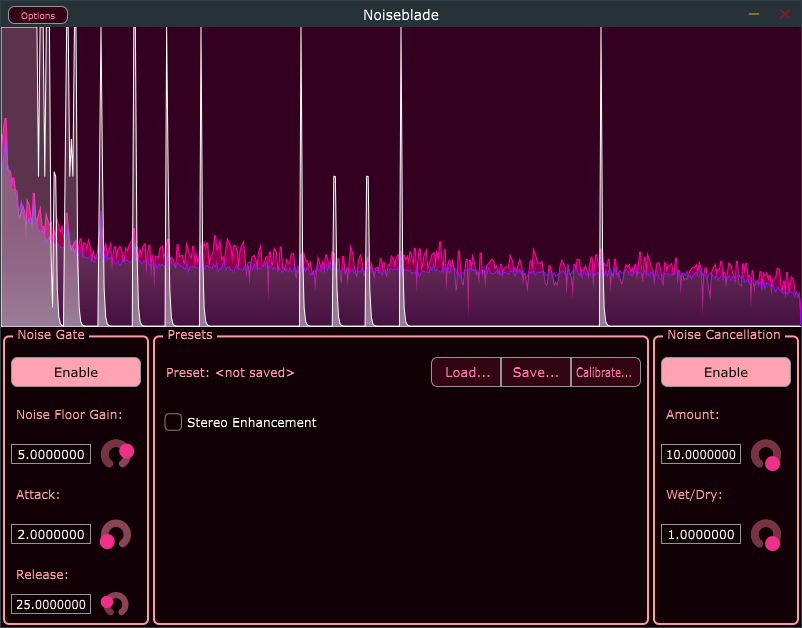 Options
Noiseblade
Noise Gate
Enable
Noise Floor Gain:
5.0000000
Attack:
2.0000000
Release:
25.0000000
Presets
Preset: <not saved>
Load...
Save...
Calibrate...
Stereo Enhancement
Noise Cancellation
Enable
Amount:
10.0000000
Wet/Dry:
1.0000000